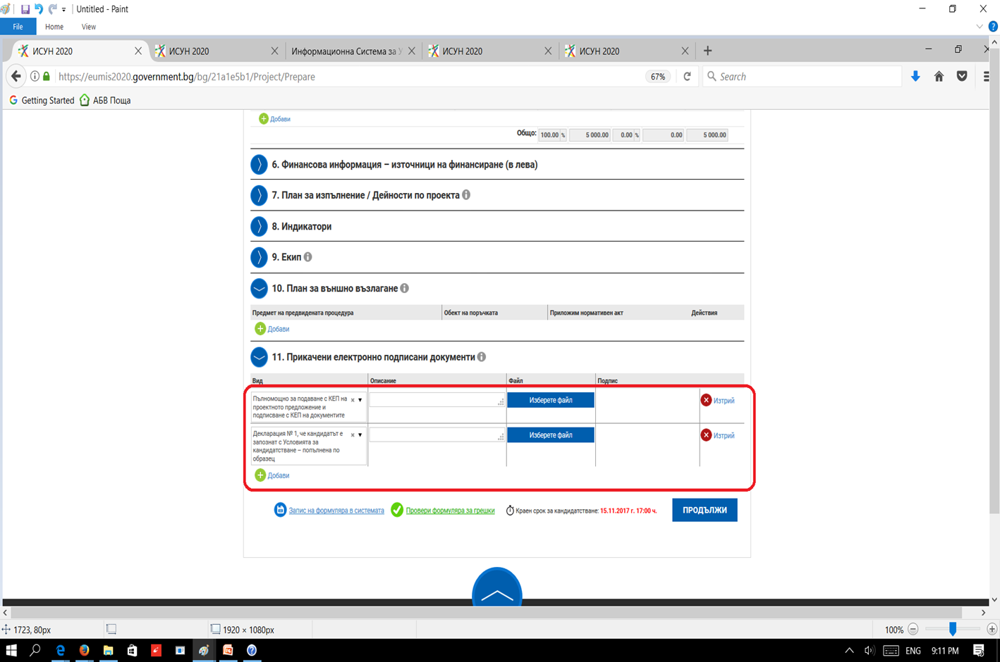 Untitled - Paint
File Home View
ИСУН 2020 ИСУН 2020 Информационна Система за У ИСУН 2020 ИСУН 2020
https://eumis2020.government.bg/bg/21a1e5b1/Project/Prepare 67% Search
Getting Started АБВ Поща
Добави
Общо: 100.00 % 5 000.00 0.00 % 0.00 5 000.00
6. Финансова информация – източници на финансиране (в лева)
7. План за изпълнение / Дейности по проекта
8. Индикатори
9. Екип
10. План за външно възлагане
Предмет на предвидената процедура Обект на поръчката Приложим нормативен акт Действия
Добави
11. Прикачени електронно подписани документи
Вид Описание Файл Подпис
Пълномощно за подаване с КЕП на
проектното предложение и
подписване с КЕП на документите
Изберете файл Изтрий
Декларация № 1, че кандидатът е
запознат с Условията за
кандидатстване – попълнена по
образец
Изберете файл Изтрий
Добави
Запис на формуляра в системата Провери формуляра за грешки Краен срок за кандидатстване: 15.11.2017 г. 17:00 ч. ПРОДЪЛЖИ
1723, 80px 1920 × 1080px 100%
ENG 9:11 PM